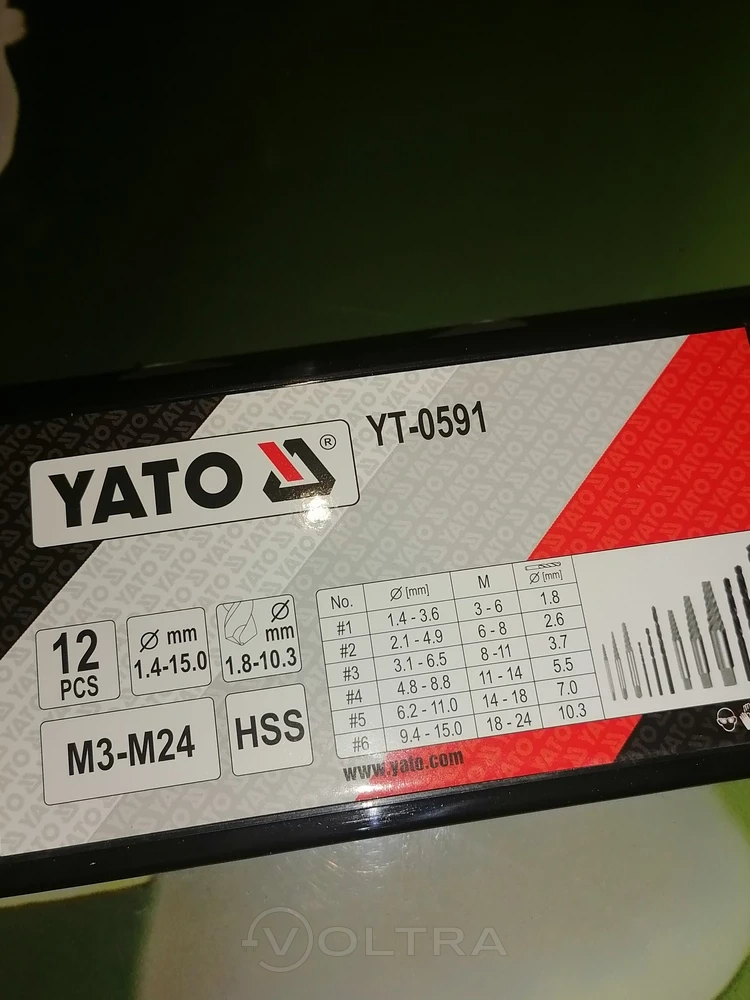 YATO ®
YT-0591
12
PCS
Ø mm
1.4-15.0
Ø
mm
1.8-10.3
M3-M24
HSS
No. Ø [mm] M Ø [mm]
#1 1.4 - 3.6 3 - 6 1.8
#2 2.1 - 4.9 6 - 8 2.6
#3 3.1 - 6.5 8 -11 3.7
#4 4.8 - 8.8 11 - 14 5.5
#5 6.2 - 11.0 14 - 18 7.0
#6 9.4 - 15.0 18 - 24 10.3
www.yato.com
VOLTRA